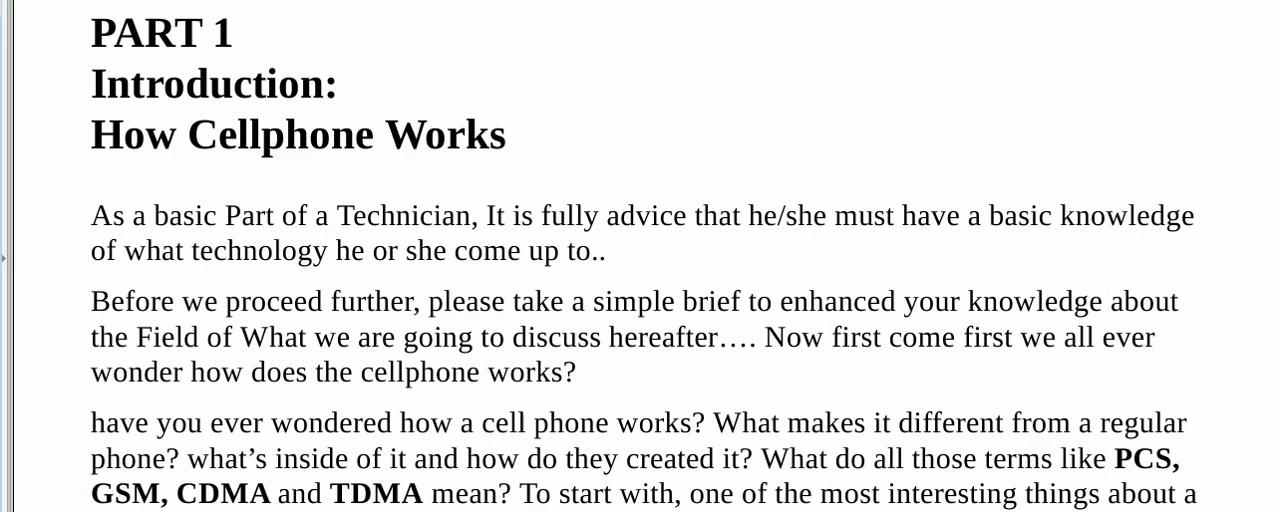 PART 1
Introduction:
How Cellphone Works
As a basic Part of a Technician, It is fully advice that he/she must have a basic knowledge
of what technology he or she come up to..
Before we proceed further, please take a simple brief to enhanced your knowledge about
the Field of What we are going to discuss hereafter…. Now first come first we all ever
wonder how does the cellphone works?
have you ever wondered how a cell phone works? What makes it different from a regular
phone? what’s inside of it and how do they created it? What do all those terms like PCS,
GSM, CDMA and TDMA mean? To start with, one of the most interesting things about a